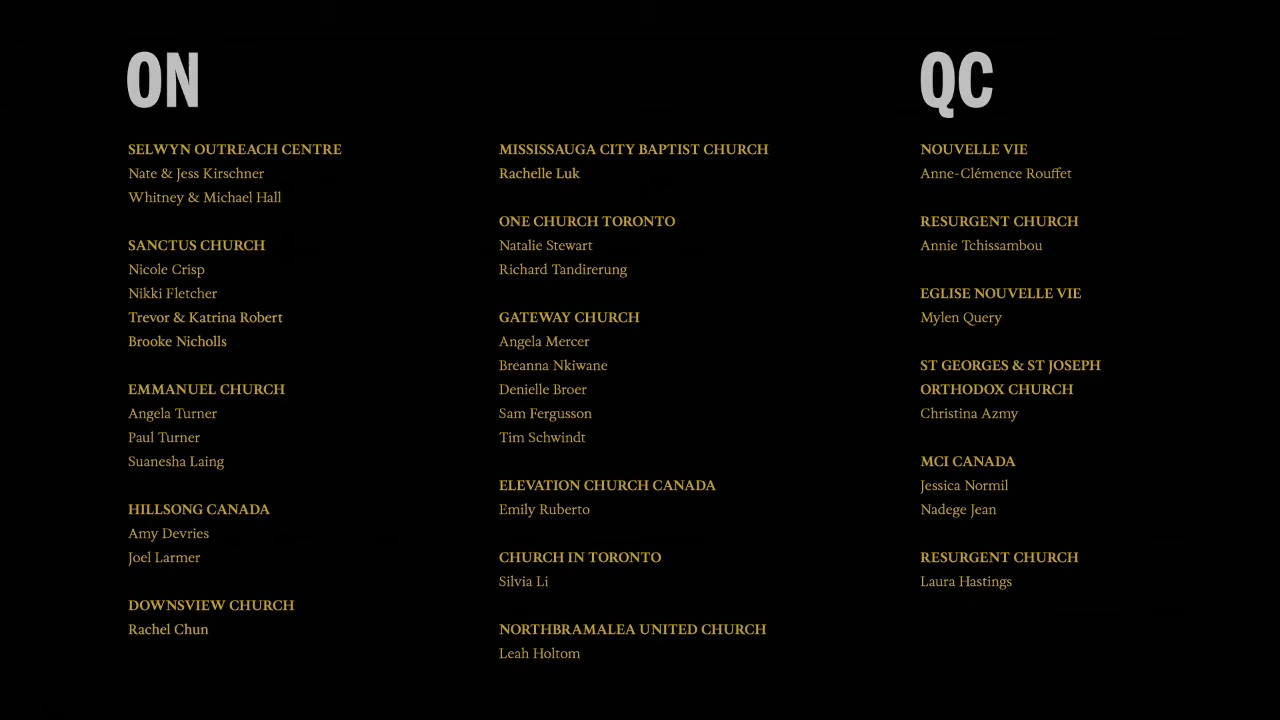 ON
SELWYN OUTREACH CENTRE
Nate & Jess Kirschner
Whitney & Michael Hall
SANCTUS CHURCH
Nicole Crisp
Nikki Fletcher
Trevor & Katrina Robert
Brooke Nicholls
EMMANUEL CHURCH
Angela Turner
Paul Turner
Suanesha Laing
HILLSONG CANADA
Amy Devries
Joel Larmer
DOWNSVIEW CHURCH
Rachel Chun
MISSISSAUGA CITY BAPTIST CHURCH
Rachelle Luk
ONE CHURCH TORONTO
Natalie Stewart
Richard Tandirerung
GATEWAY CHURCH
Angela Mercer
Breanna Nkiwane
Denielle Broer
Sam Fergusson
Tim Schwindt
ELEVATION CHURCH CANADA
Emily Ruberto
CHURCH IN TORONTO
Silvia Li
NORTHBRAMALEA UNITED CHURCH
Leah Holtom
QC
NOUVELLE VIE
Anne-Clémence Rouffet
RESURGENT CHURCH
Annie Tchissambou
EGLISE NOUVELLE VIE
Mylen Query
ST GEORGES & ST JOSEPH
ORTHODOX CHURCH
Christina Azmy
MCI CANADA
Jessica Normil
Nadege Jean
RESURGENT CHURCH
Laura Hastings